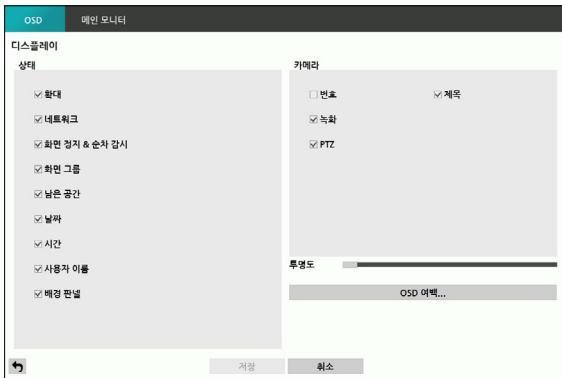 OSD 메인 모니터
디스플레이
상태
확대
네트워크
화면 정지 & 순차 감시
화면 그룹
남은 공간
날짜
시간
사용자 이름
배경 판넬
카메라
번호 제목
녹화
PTZ
투명도
OSD 여백...
저장 취소